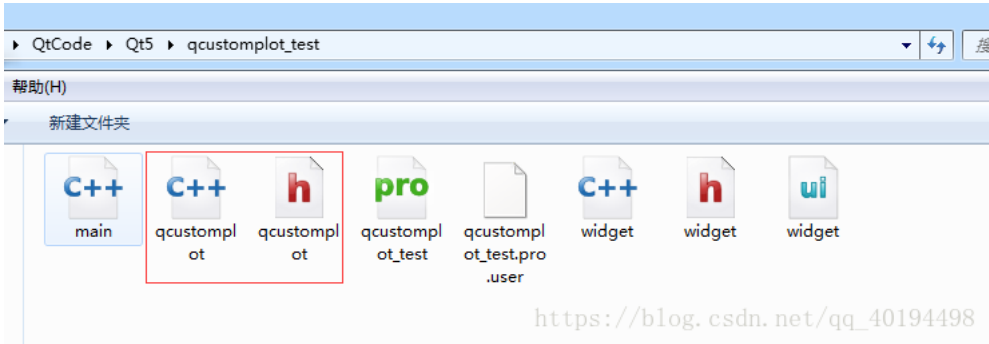 QtCode Qt5 qcustomplot_test 搜
帮助(H)
新建文件夹
C++ C++ h pro C++ h ui
main qcustompl qcustompl qcustompl qcustompl widget widget widget
ot ot ot_test ot_test.pro
.user
https://blog.csdn.net/qq_40194498